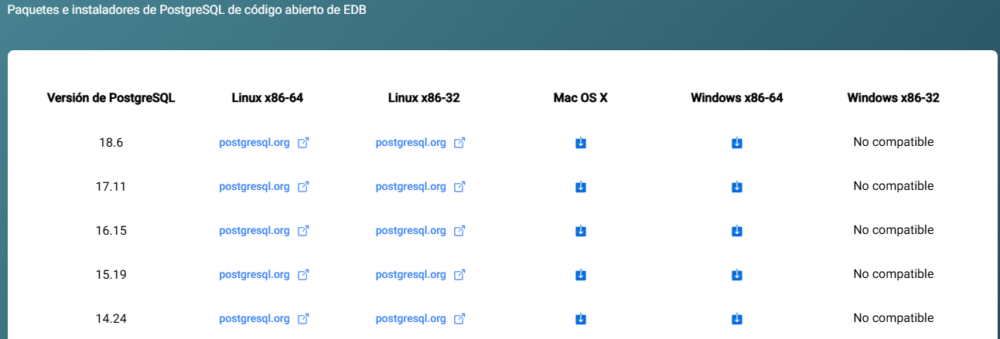 Paquetes e instaladores de PostgreSQL de código abierto de EDB
Versión de PostgreSQL Linux x86-64 Linux x86-32 Mac OS X Windows x86-64 Windows x86-32
18.6 postgresql.org postgresql.org No compatible
17.11 postgresql.org postgresql.org No compatible
16.15 postgresql.org postgresql.org No compatible
15.19 postgresql.org postgresql.org No compatible
14.24 postgresql.org postgresql.org No compatible